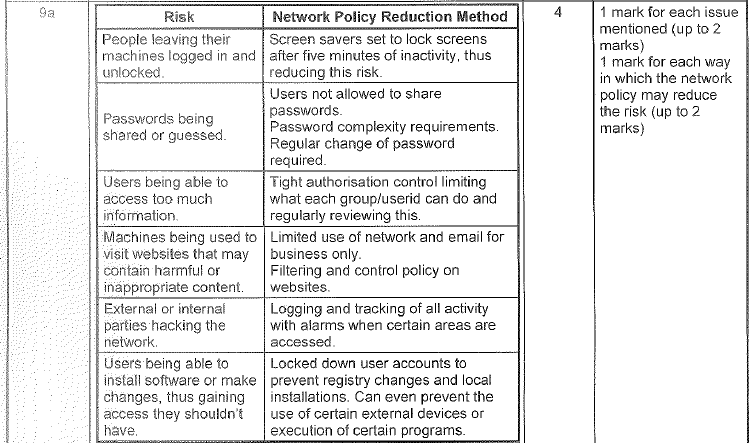 9a
Risk
Network Policy Reduction Method
People leaving their
machines logged in and
unlocked.
Screen savers set to lock screens
after five minutes of inactivity, thus
reducing this risk.
Passwords being
shared or guessed.
Users not allowed to share
passwords.
Password complexity requirements.
Regular change of password
required.
Users being able to
access too much
information.
Tight authorisation control limiting
what each group/userid can do and
regularly reviewing this.
Machines being used to
visit websites that may
contain harmful or
inappropriate content.
Limited use of network and email for
business only.
Filtering and control policy on
websites.
External or internal
parties hacking the
network.
Logging and tracking of all activity
with alarms when certain areas are
accessed.
Users being able to
install software or make
changes, thus gaining
access they shouldn't
have.
Locked down user accounts to
prevent registry changes and local
installations. Can even prevent the
use of certain external devices or
execution of certain programs.
4
1 mark for each issue
mentioned (up to 2
marks)
1 mark for each way
in which the network
policy may reduce
the risk (up to 2
marks)